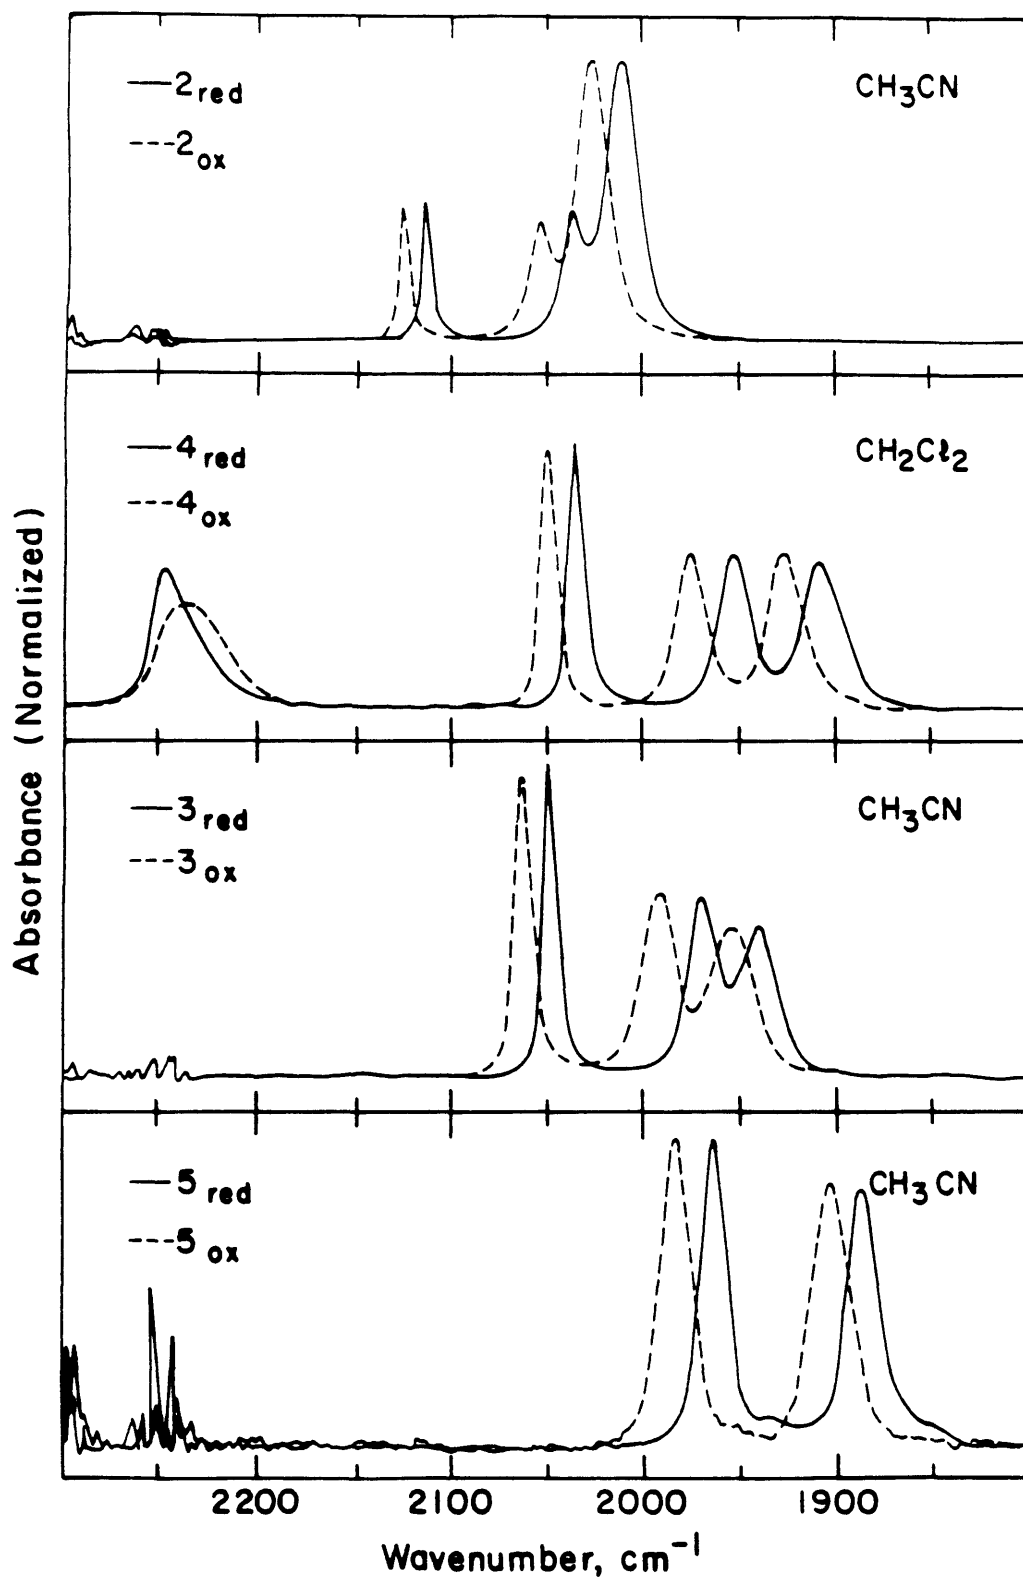 —2red
CH3CN
---2ox
—4red
CH2Cl2
---4ox
—3red
CH3CN
---3ox
—5red
CH3CN
---5ox
Absorbance (Normalized)
2200 2100 2000 1900
Wavenumber, cm-1